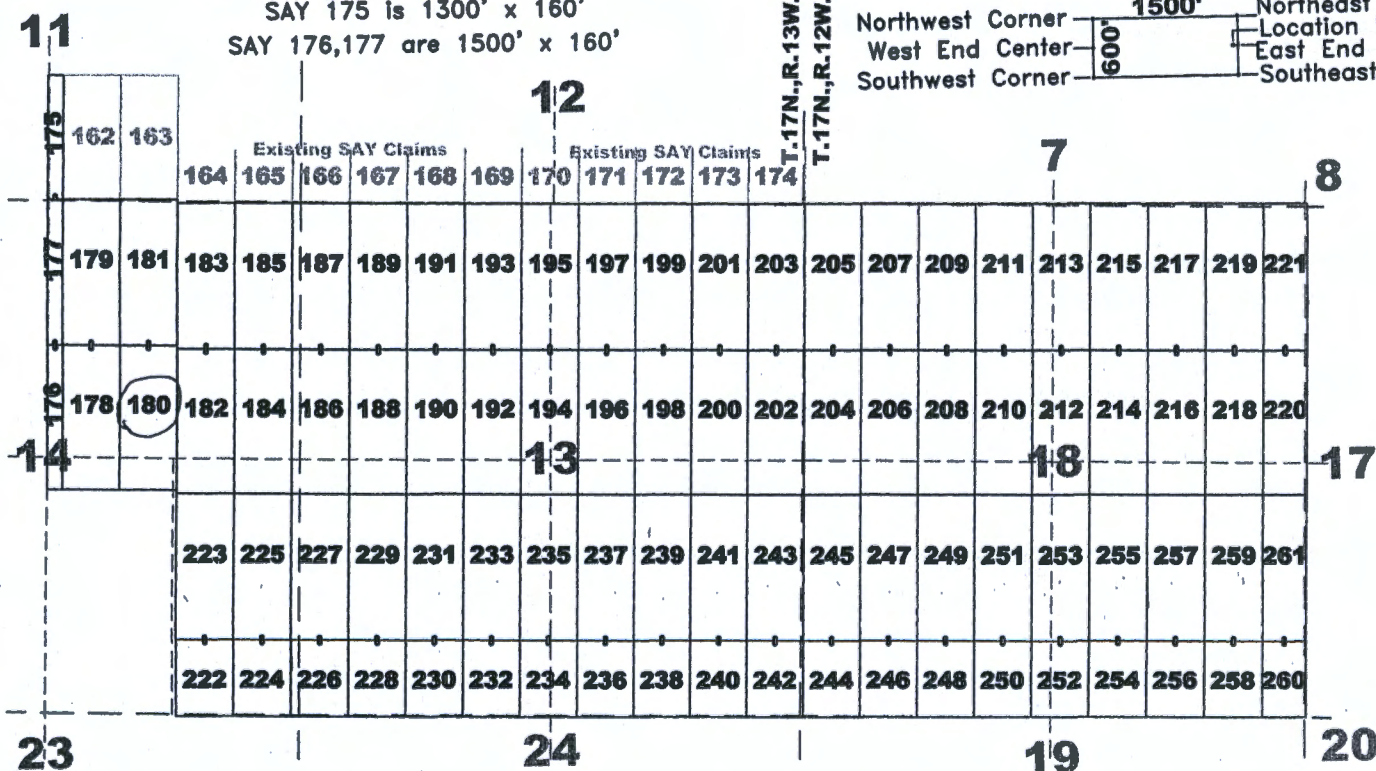 SAY 175 is 1300' x 160'
SAY 176,177 are 1500' x 160'
T.17N.,R.13W.
T.17N.,R.12W.
1500'
600'
Northwest Corner
West End Center
Southwest Corner
Northeast
Location
East End
Southeast
11
12
7
8
175 162 163
Existing SAY Claims Existing SAY Claims
164 165 166 167 168 169 170 171 172 173 174
177 179 181 183 185 187 189 191 193 195 197 199 201 203 205 207 209 211 213 215 217 219 221
176 178 180 182 184 186 188 190 192 194 196 198 200 202 204 206 208 210 212 214 216 218 220
14 13 18 17
223 225 227 229 231 233 235 237 239 241 243 245 247 249 251 253 255 257 259 261
222 224 226 228 230 232 234 236 238 240 242 244 246 248 250 252 254 256 258 260
23 24 19 20